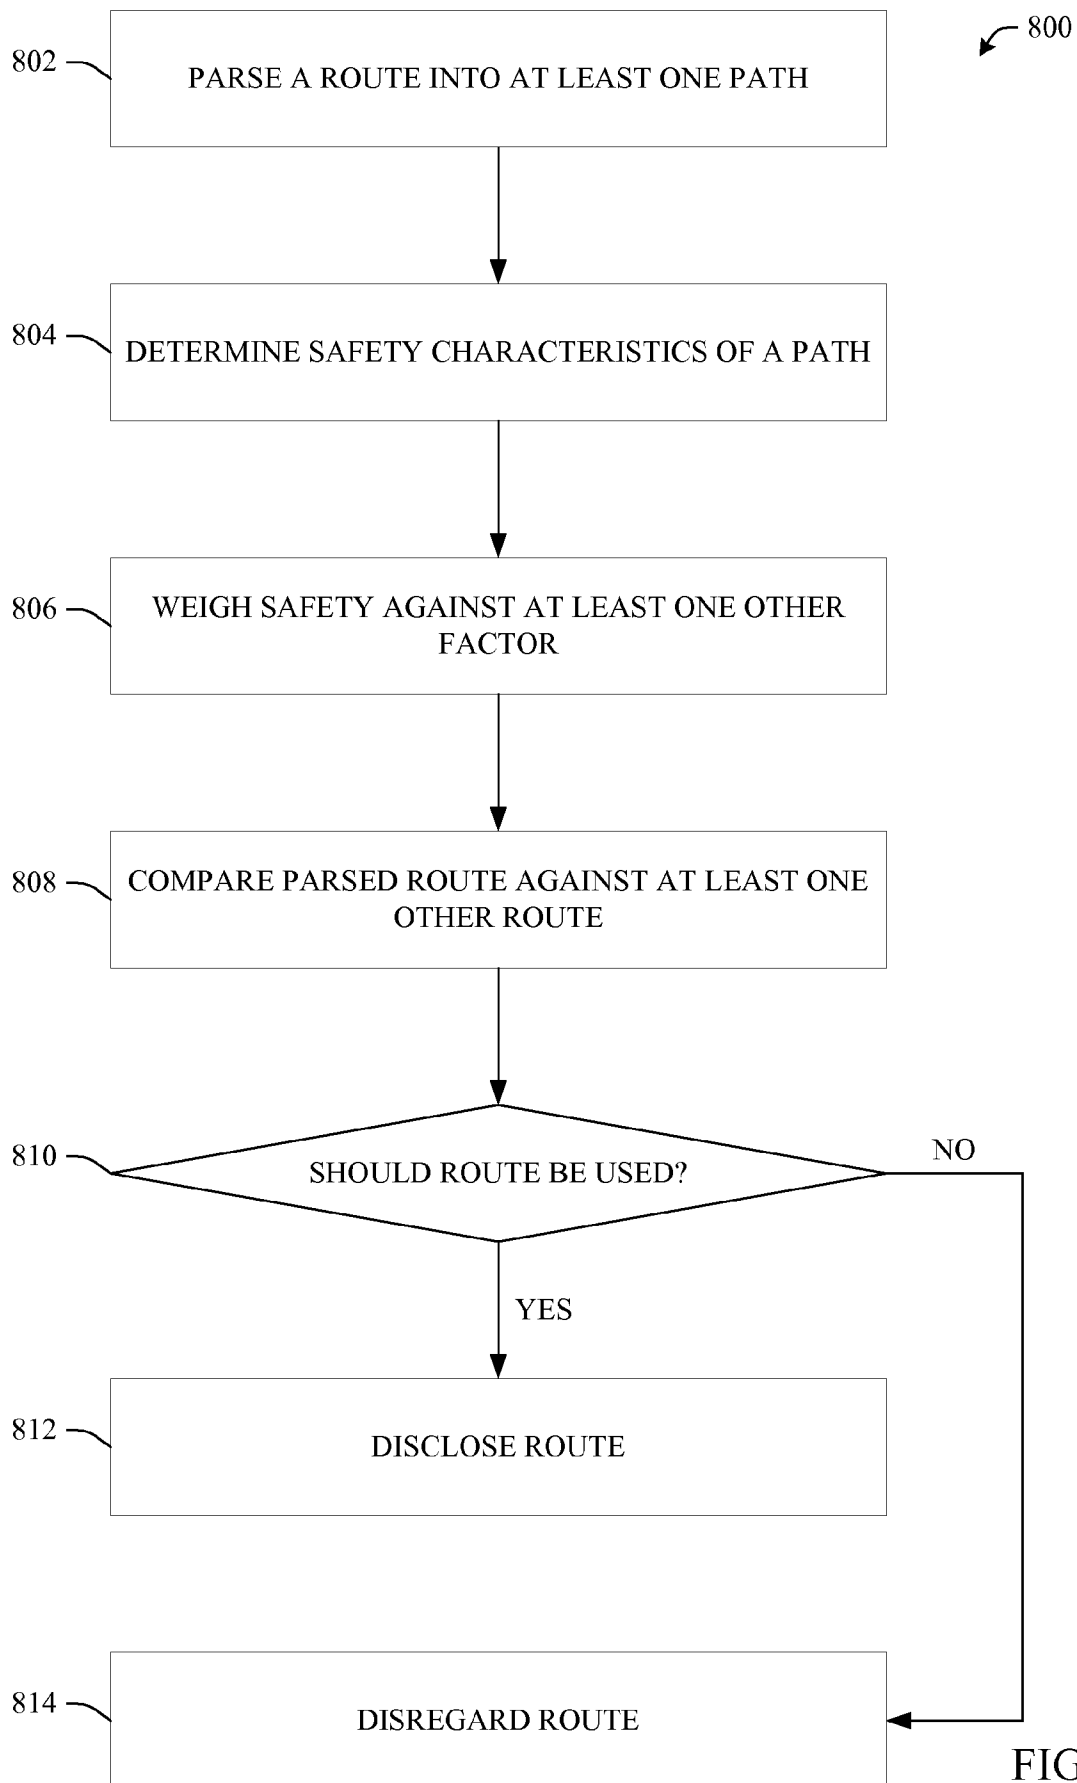 800
802
PARSE A ROUTE INTO AT LEAST ONE PATH
804
DETERMINE SAFETY CHARACTERISTICS OF A PATH
806
WEIGH SAFETY AGAINST AT LEAST ONE OTHER
FACTOR
808
COMPARE PARSED ROUTE AGAINST AT LEAST ONE
OTHER ROUTE
810
SHOULD ROUTE BE USED?
NO
YES
812
DISCLOSE ROUTE
814
DISREGARD ROUTE
FIG